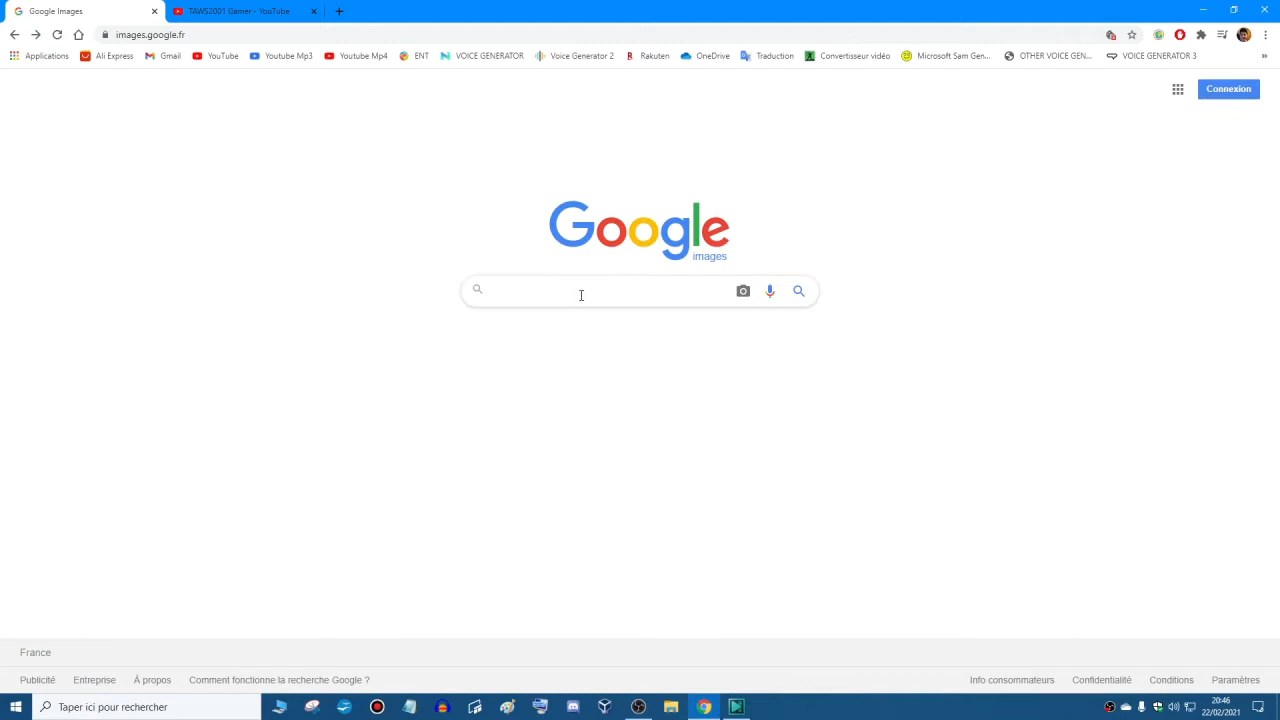 Google Images
TAWS2001 Gamer - YouTube
images.google.fr
Applications
Ali Express
Gmail
YouTube
Youtube Mp3
Youtube Mp4
ENT
VOICE GENERATOR
Voice Generator 2
Rakuten
OneDrive
Traduction
Convertisseur vidéo
Microsoft Sam Gen...
OTHER VOICE GEN...
VOICE GENERATOR 3
»
Connexion
Google
images
France
Publicité
Entreprise
À propos
Comment fonctionne la recherche Google ?
Info consommateurs
Confidentialité
Conditions
Paramètres
Taper ici pour rechercher
20:46
22/02/2021